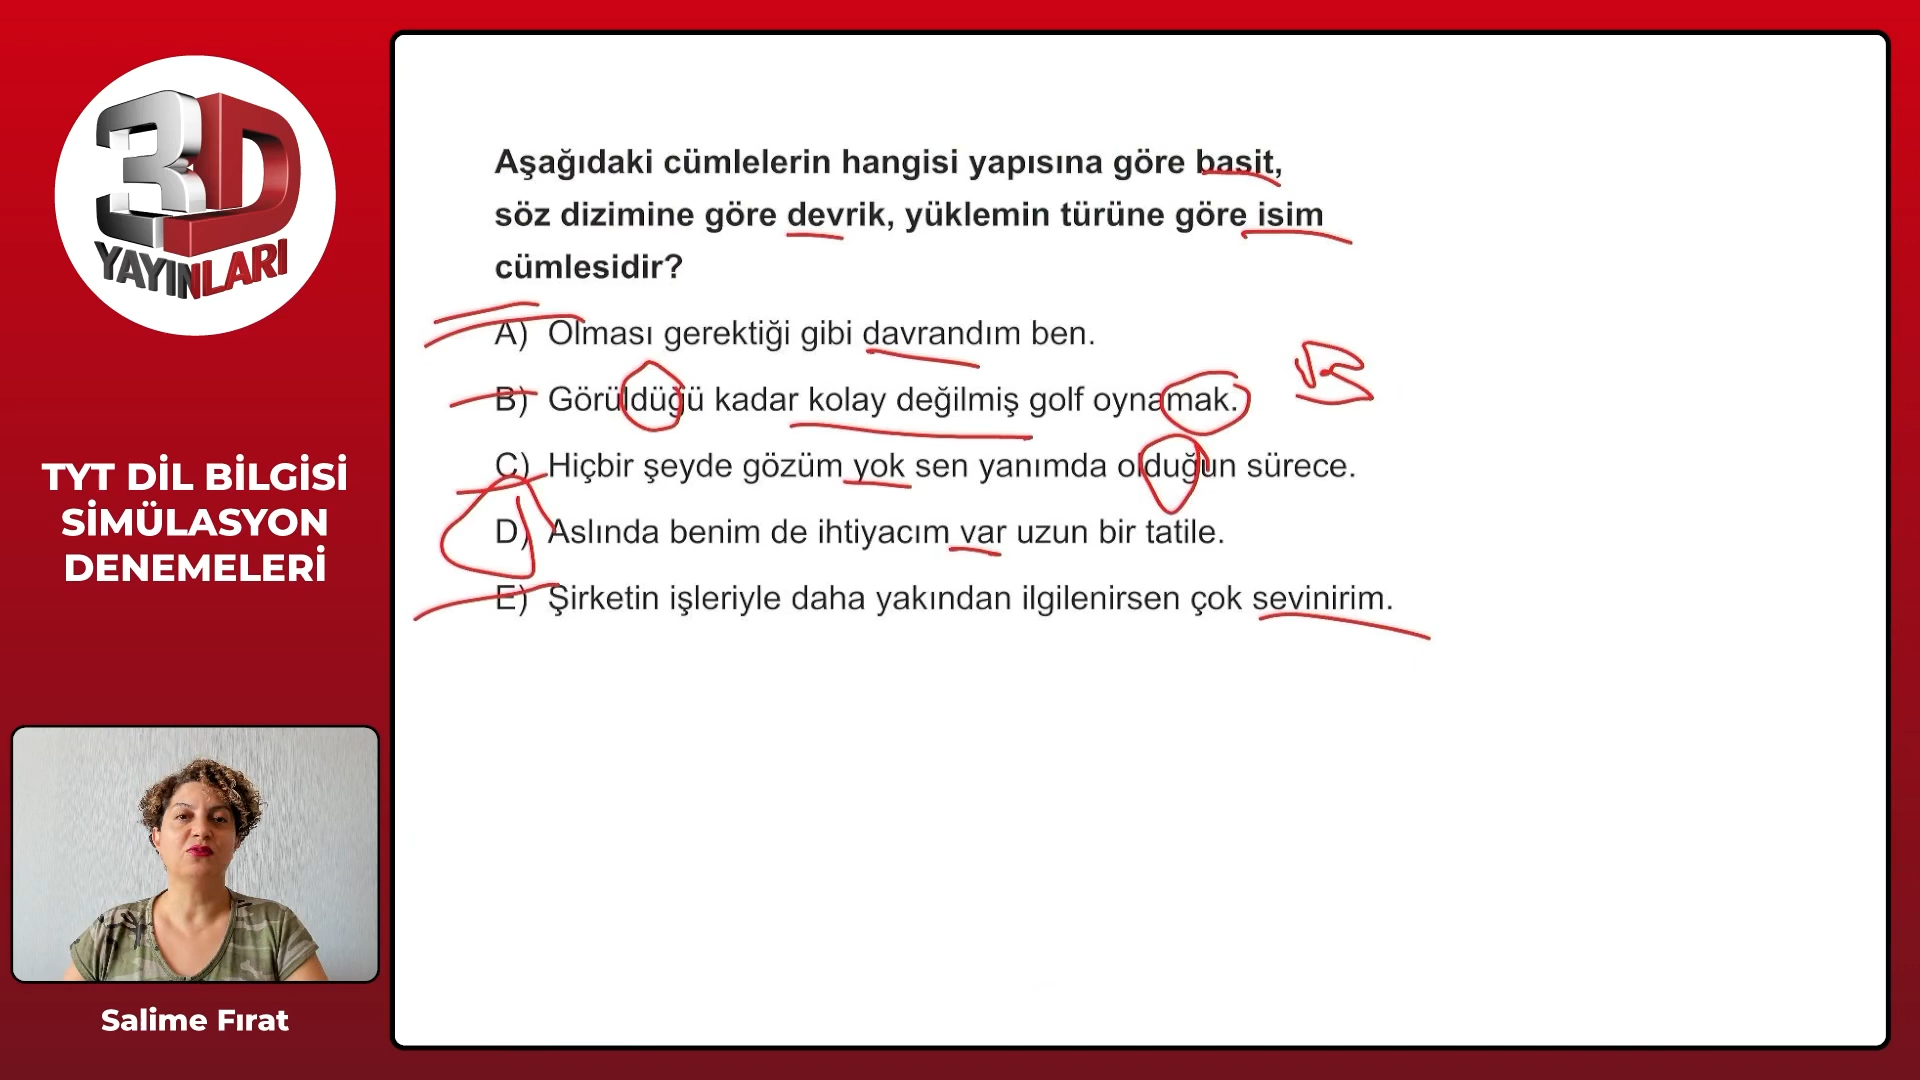 3D
YAYINLARI
TYT DİL BİLGİSİ
SİMÜLASYON
DENEMELERİ
Salime Fırat
Aşağıdaki cümlelerin hangisi yapısına göre basit,
söz dizimine göre devrik, yüklemin türüne göre isim
cümlesidir?
A) Olması gerektiği gibi davrandım ben.
B) Görüldüğü kadar kolay değilmiş golf oynamak.
C) Hiçbir şeyde gözüm yok sen yanımda olduğun sürece.
D) Aslında benim de ihtiyacım var uzun bir tatile.
E) Şirketin işleriyle daha yakından ilgilenirsen çok sevinirim.